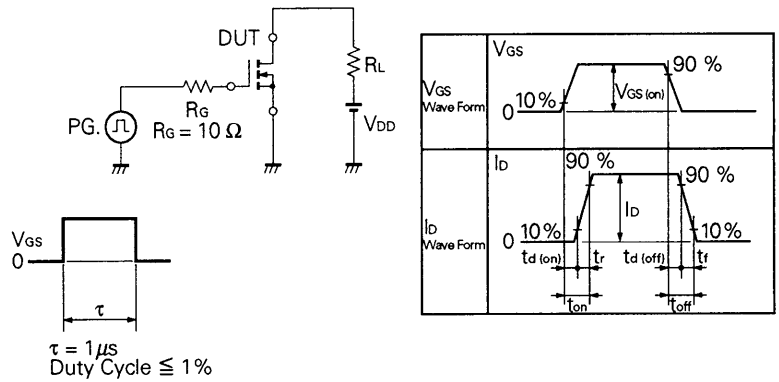 DUT
RL
RG
RG = 10 Ω
PG.
VDD
VGS
0
τ
τ = 1μs
Duty Cycle ≦ 1%
VGS
Wave Form
VGS
90 %
VGS (on)
10%
0
ID
Wave Form
ID
90 %
90 %
ID
10%
10%
0
td (on)
tr
td (off)
tf
ton
toff